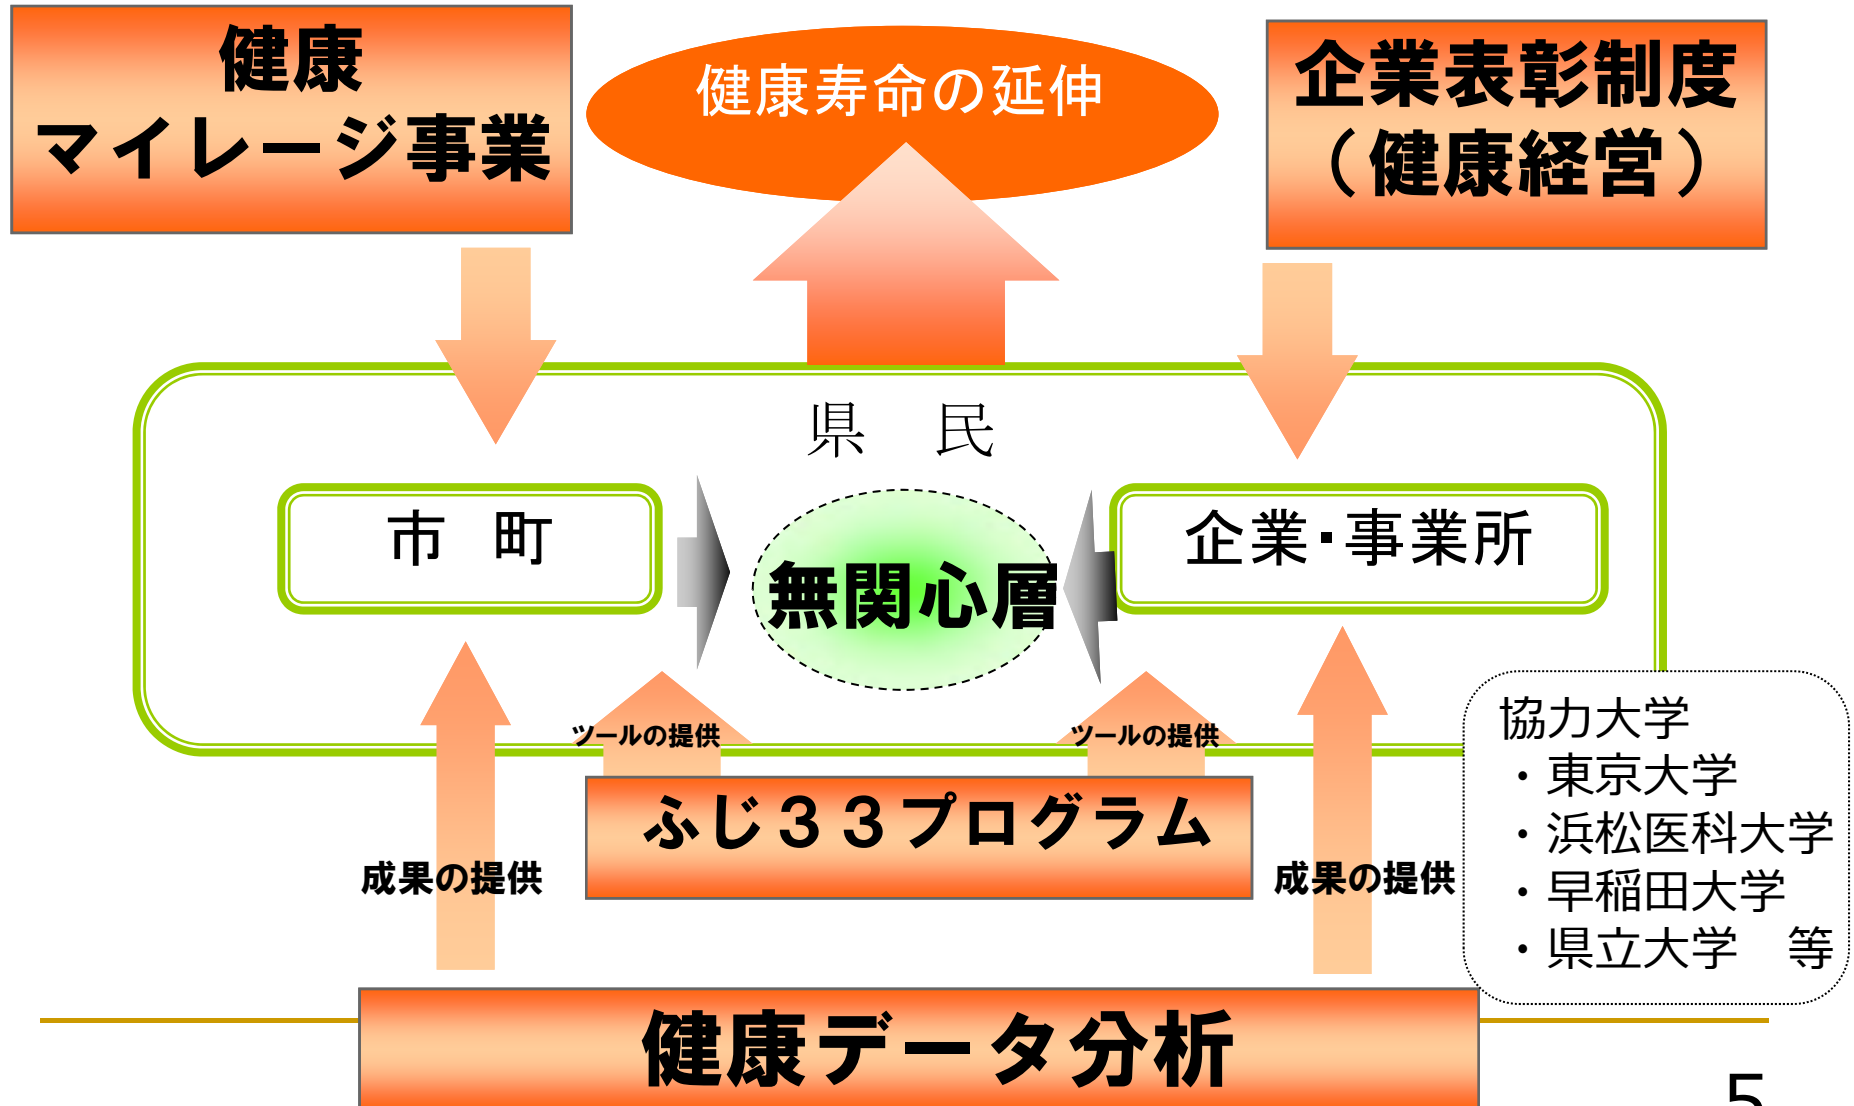 健康
マイレージ事業
健康寿命の延伸
企業表彰制度
（健康経営）
県　民
市　町
無関心層
企業・事業所
ツールの提供
ツールの提供
ふじ３３プログラム
成果の提供
成果の提供
協力大学
・東京大学
・浜松医科大学
・早稲田大学
・県立大学　等
健康データ分析
5